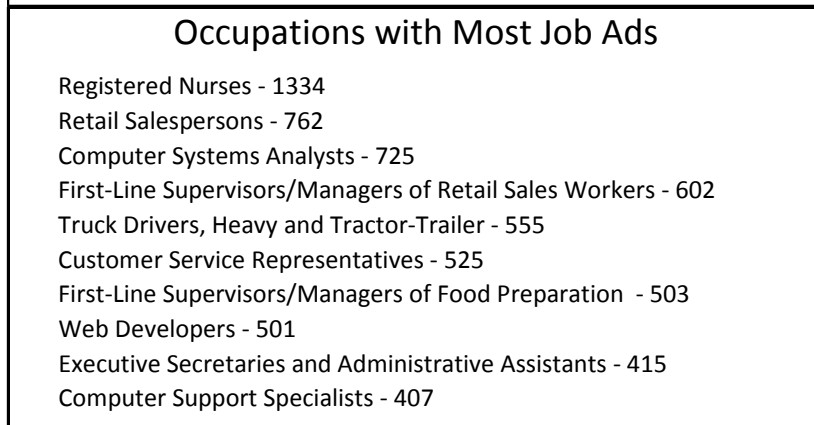 Occupations with Most Job Ads
Registered Nurses - 1334
Retail Salespersons - 762
Computer Systems Analysts - 725
First-Line Supervisors/Managers of Retail Sales Workers - 602
Truck Drivers, Heavy and Tractor-Trailer - 555
Customer Service Representatives - 525
First-Line Supervisors/Managers of Food Preparation  - 503
Web Developers - 501
Executive Secretaries and Administrative Assistants - 415
Computer Support Specialists - 407